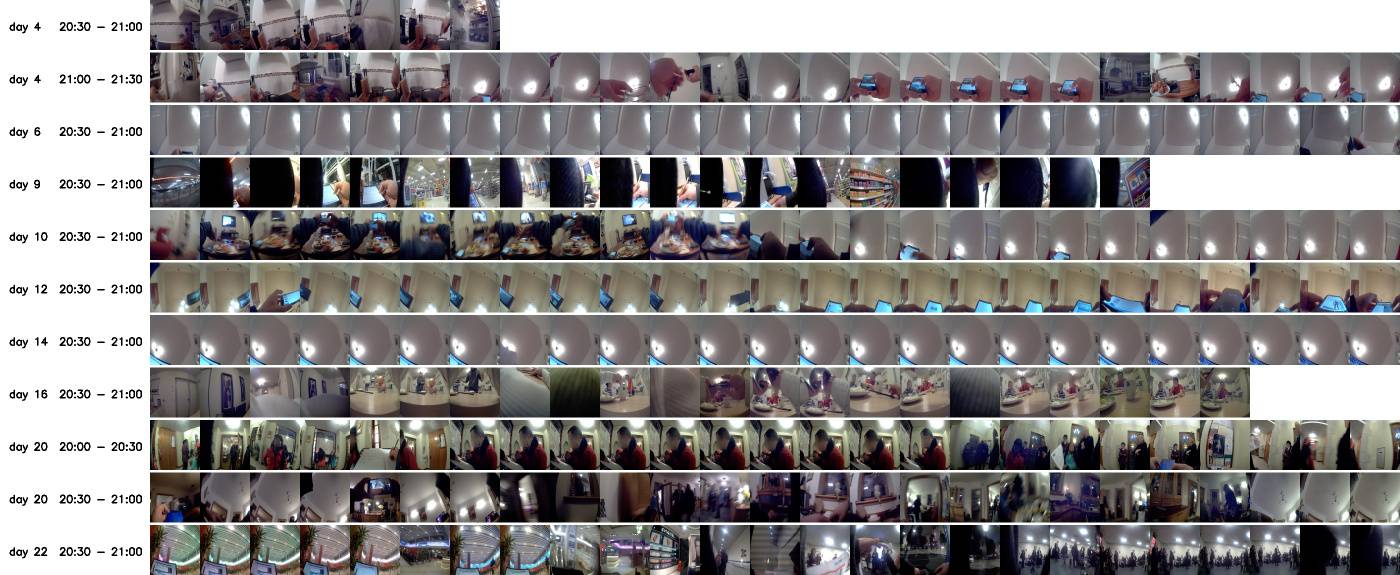 day 4 20:30 – 21:00
day 4 21:00 – 21:30
day 6 20:30 – 21:00
day 9 20:30 – 21:00
day 10 20:30 – 21:00
day 12 20:30 – 21:00
day 14 20:30 – 21:00
day 16 20:30 – 21:00
day 20 20:00 – 20:30
day 20 20:30 – 21:00
day 22 20:30 – 21:00